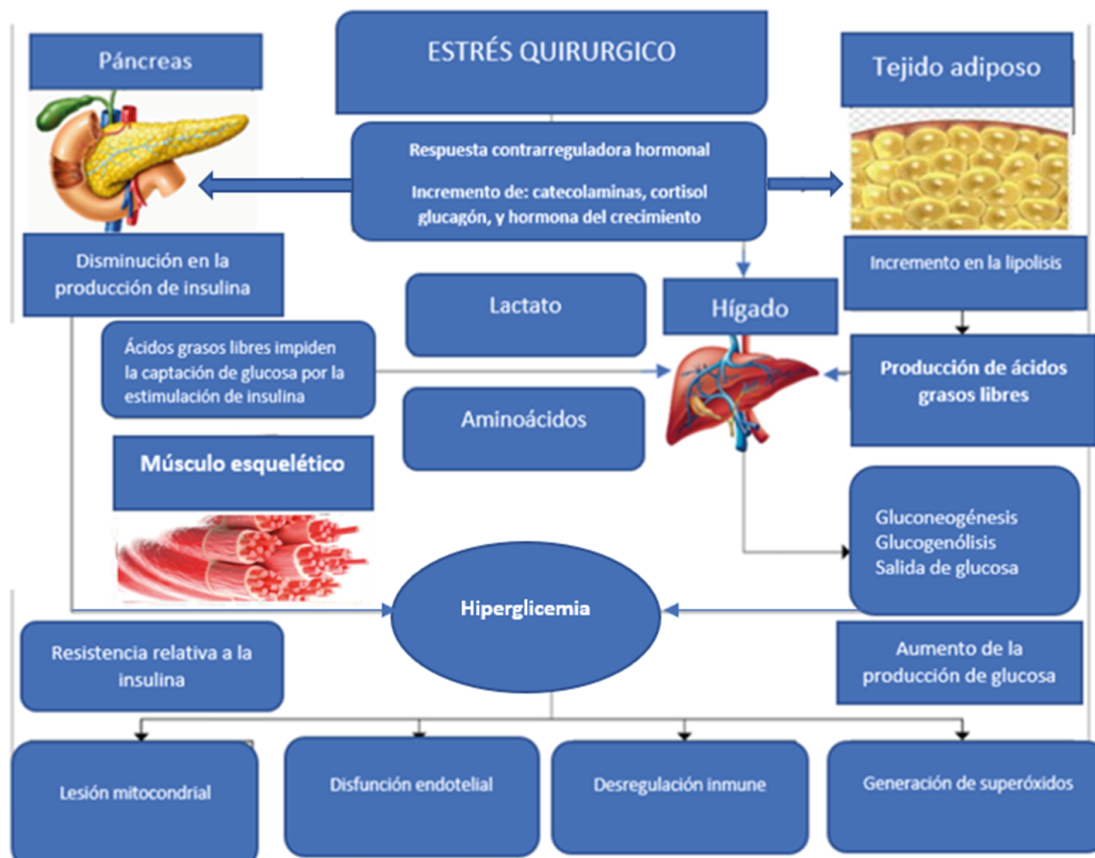 ESTRÉS QUIRURGICO
Páncreas
Tejido adiposo
Respuesta contrarreguladora hormonal
Incremento de: catecolaminas, cortisol
glucagón, y hormona del crecimiento
Disminución en la
producción de insulina
Incremento en la lipolisis
Lactato
Hígado
Ácidos grasos libres impiden
la captación de glucosa por la
estimulación de insulina
Producción de ácidos
grasos libres
Aminoácidos
Músculo esquelético
Gluconeogénesis
Glucogenólisis
Salida de glucosa
Hiperglicemia
Resistencia relativa a la
insulina
Aumento de la
producción de glucosa
Lesión mitocondrial
Disfunción endotelial
Desregulación inmune
Generación de superóxidos